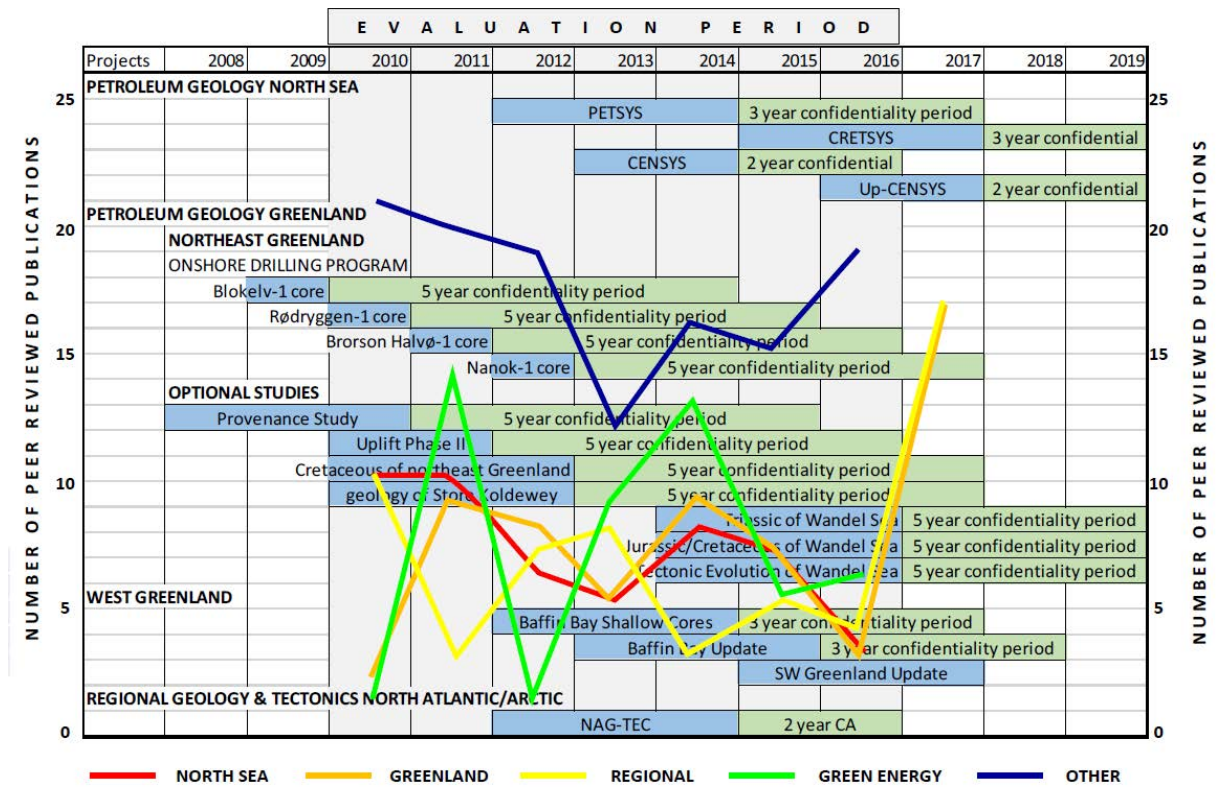 E V A L U A T I O N P E R I O D
Projects 2008 2009 2010 2011 2012 2013 2014 2015 2016 2017 2018 2019
PETROLEUM GEOLOGY NORTH SEA
25 25
PETSYS 3 year confidentiality period
CRETSYS 3 year confidential
CENSYS 2 year confidential
Up-CENSYS 2 year confidential
PETROLEUM GEOLOGY GREENLAND
20 20
NORTHEAST GREENLAND
ONSHORE DRILLING PROGRAM
Blokelv-1 core 5 year confidentiality period
Rødryggen-1 core 5 year confidentiality period
Brorson Halvø-1 core 5 year confidentiality period
15 15
Nanok-1 core 5 year confidentiality period
OPTIONAL STUDIES
Provenance Study 5 year confidentiality period
Uplift Phase II 5 year confidentiality period
Cretaceous of northeast Greenland 5 year confidentiality period
10 10
geology of Store Koldewey 5 year confidentiality period
Triassic of Wandel Sea 5 year confidentiality period
Jurassic/Cretaceous of Wandel Sea 5 year confidentiality period
Tectonic Evolution of Wandel Sea 5 year confidentiality period
WEST GREENLAND
5 5
Baffin Bay Shallow Cores 3 year confidentiality period
Baffin Bay Update 3 year confidentiality period
SW Greenland Update
REGIONAL GEOLOGY & TECTONICS NORTH ATLANTIC/ARCTIC
NAG-TEC 2 year CA
0 0
NUMBER OF PEER REVIEWED PUBLICATIONS
NUMBER OF PEER REVIEWED PUBLICATIONS
NORTH SEA GREENLAND REGIONAL GREEN ENERGY OTHER